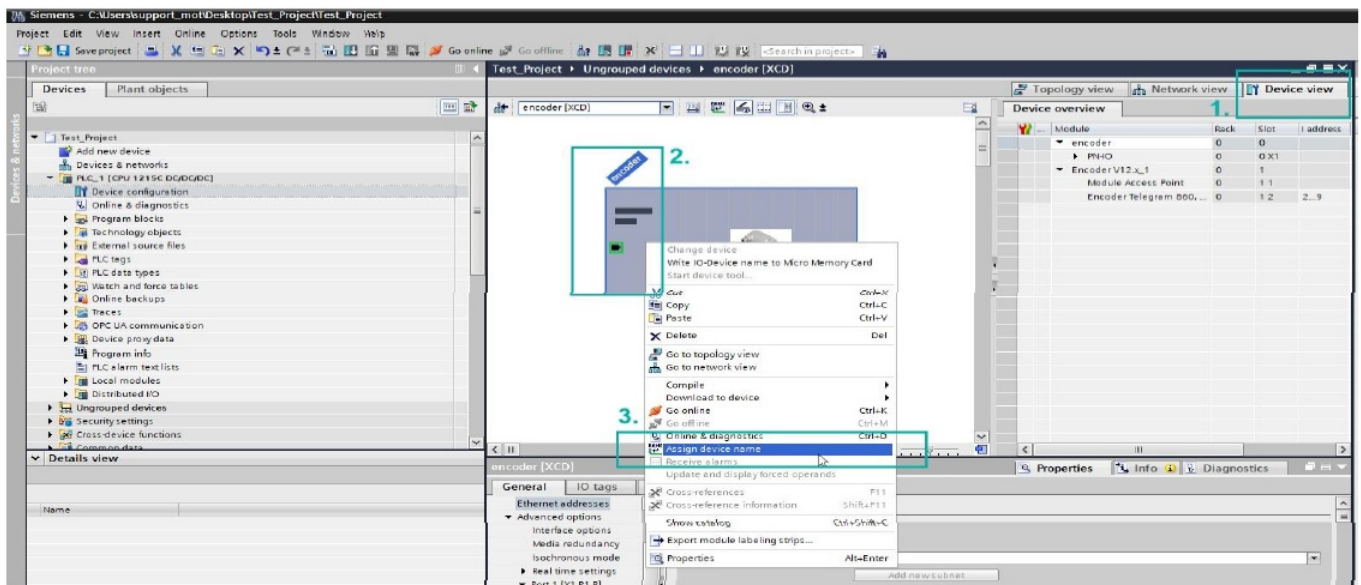 Siemens - C:\Users\support_mot\Desktop\Test_Project\Test_Project
Project Edit View Insert Online Options Tools Window Help
Save project Go online Go offline <Search in project>
Project tree
Devices Plant objects
Devices & networks
Test_Project
Add new device
Devices & networks
PLC_1 [CPU 1215C DC/DC/DC]
Device configuration
Online & diagnostics
Program blocks
Technology objects
External source files
PLC tags
PLC data types
Watch and force tables
Online backups
Traces
OPC UA communication
Device proxy data
Program info
PLC alarm text lists
Local modules
Distributed I/O
Ungrouped devices
Security settings
Cross-device functions
Common data
Details view
Name
Test_Project Ungrouped devices encoder [XCD]
Topology view Network view Device view
1.
encoder [XCD]
encoder
2.
Change device
Write IO-Device name to Micro Memory Card
Start device tool...
Cut Ctrl+X
Copy Ctrl+C
Paste Ctrl+V
Delete Del
Go to topology view
Go to network view
Compile
Download to device
Go online Ctrl+K
Go offline Ctrl+M
Online & diagnostics Ctrl+D
3.
Assign device name
Receive alarms
Update and display forced operands
Cross-references F11
Cross-reference information Shift+F11
Show catalog Ctrl+Shift+C
Export module labeling strips...
Properties Alt+Enter
Device overview
... Module Rack Slot I address
encoder 0 0
PNIO 0 0 X1
Encoder V12.x_1 0 1
Module Access Point 0 1 1
Encoder Telegram 860, ... 0 1 2 2...9
encoder [XCD]
Properties Info Diagnostics
General IO tags
Ethernet addresses
Advanced options
Interface options
Media redundancy
Isochronous mode
Real time settings
Port 1 [X1 P1 R]
Add new subnet